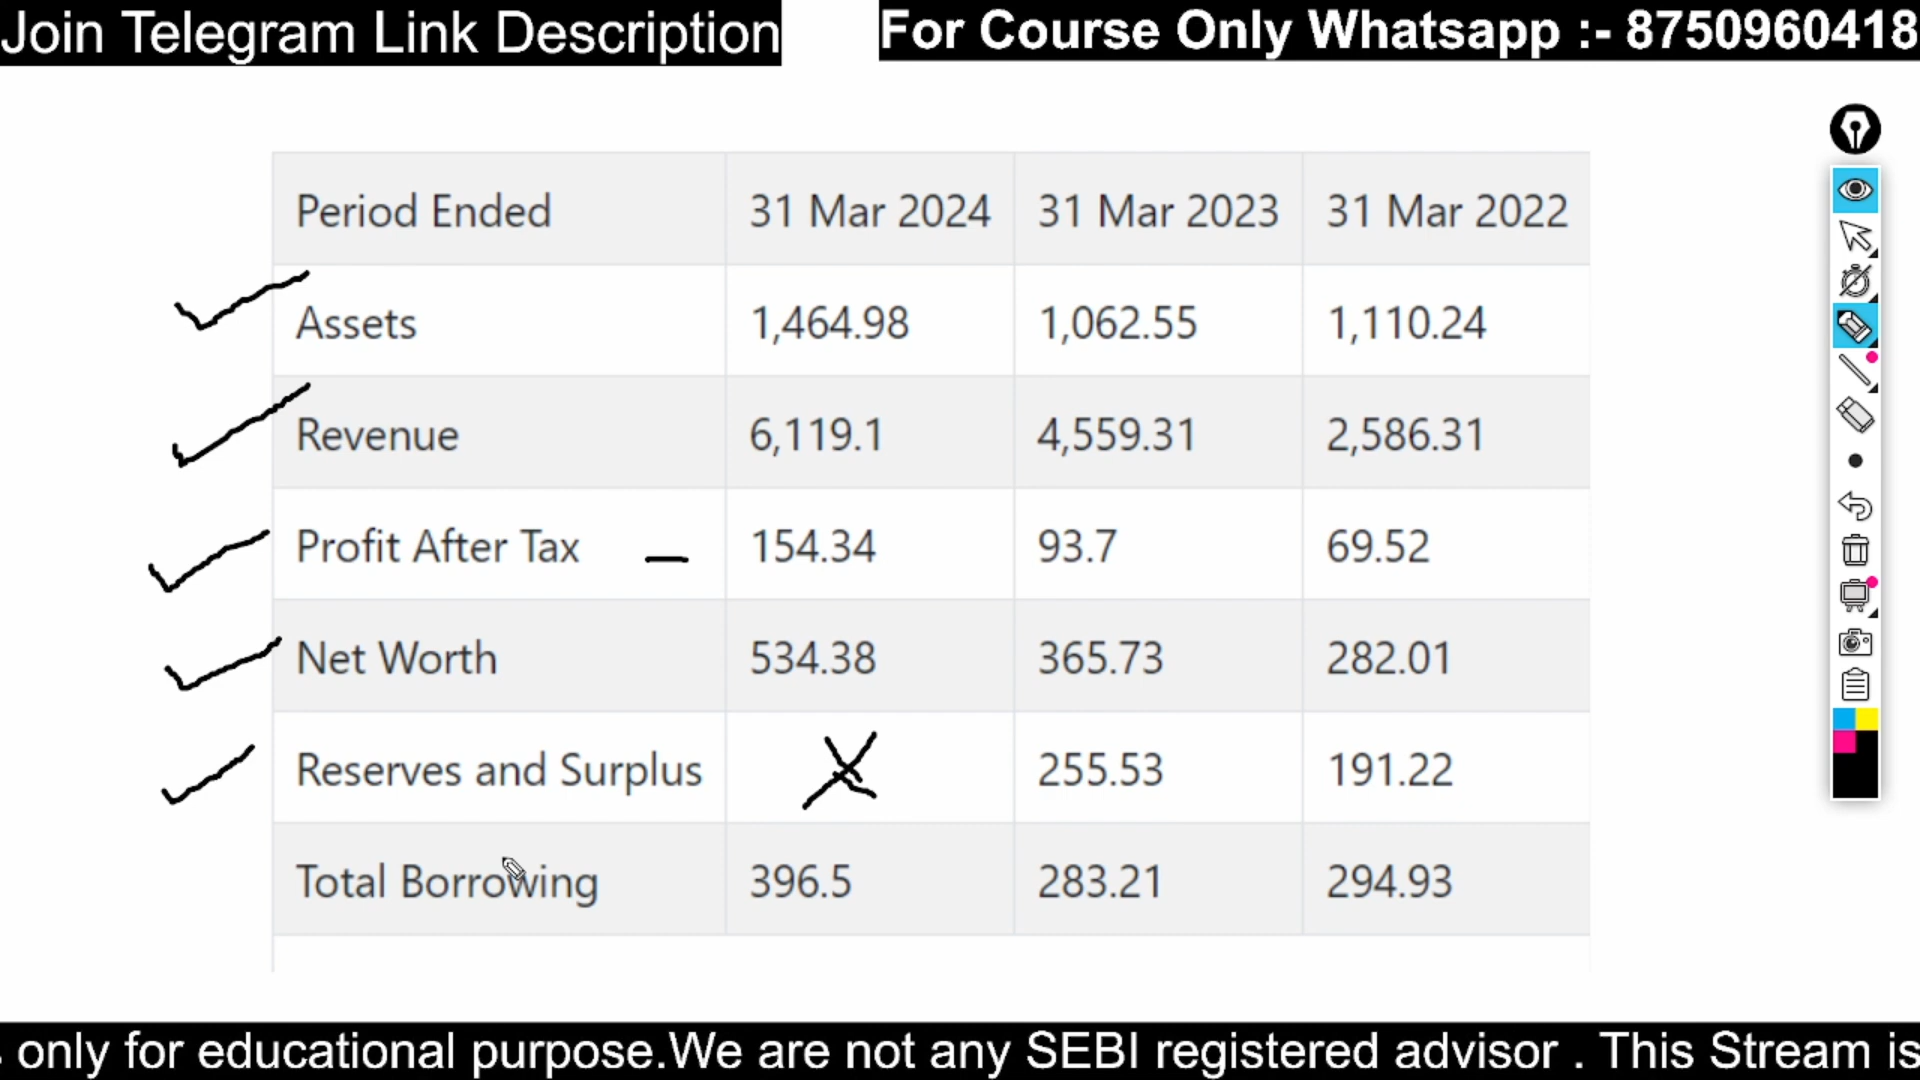 Join Telegram Link Description
For Course Only Whatsapp :- 8750960418
Period Ended 31 Mar 2024 31 Mar 2023 31 Mar 2022
Assets 1,464.98 1,062.55 1,110.24
Revenue 6,119.1 4,559.31 2,586.31
Profit After Tax 154.34 93.7 69.52
Net Worth 534.38 365.73 282.01
Reserves and Surplus 255.53 191.22
Total Borrowing 396.5 283.21 294.93
only for educational purpose.We are not any SEBI registered advisor . This Stream is